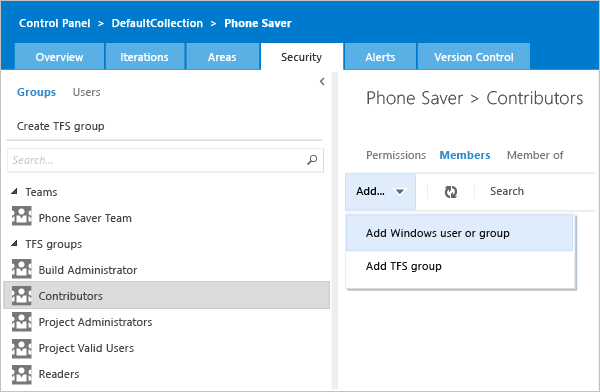 Control Panel > DefaultCollection > Phone Saver
Overview Iterations Areas Security Alerts Version Control
Groups Users
Create TFS group
Search...
Teams
Phone Saver Team
TFS groups
Build Administrator
Contributors
Project Administrators
Project Valid Users
Readers
Phone Saver > Contributors
Permissions Members Member of
Add... Search
Add Windows user or group
Add TFS group